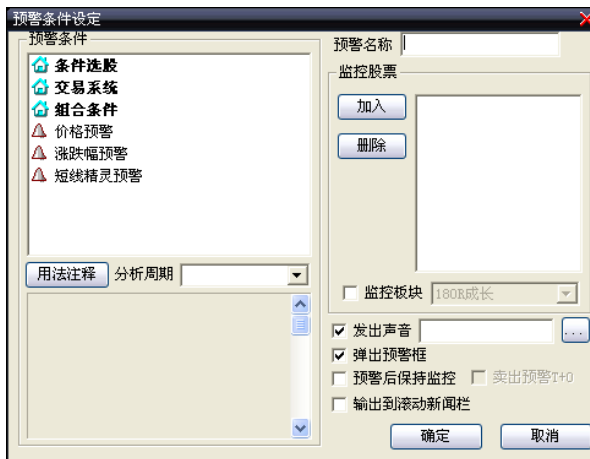 预警条件设定
预警条件
条件选股
交易系统
组合条件
价格预警
涨跌幅预警
短线精灵预警
用法注释 分析周期
预警名称
监控股票
加入
删除
监控板块 180R成长
发出声音 ...
弹出预警框
预警后保持监控 卖出预警T+0
输出到滚动新闻栏
确定 取消